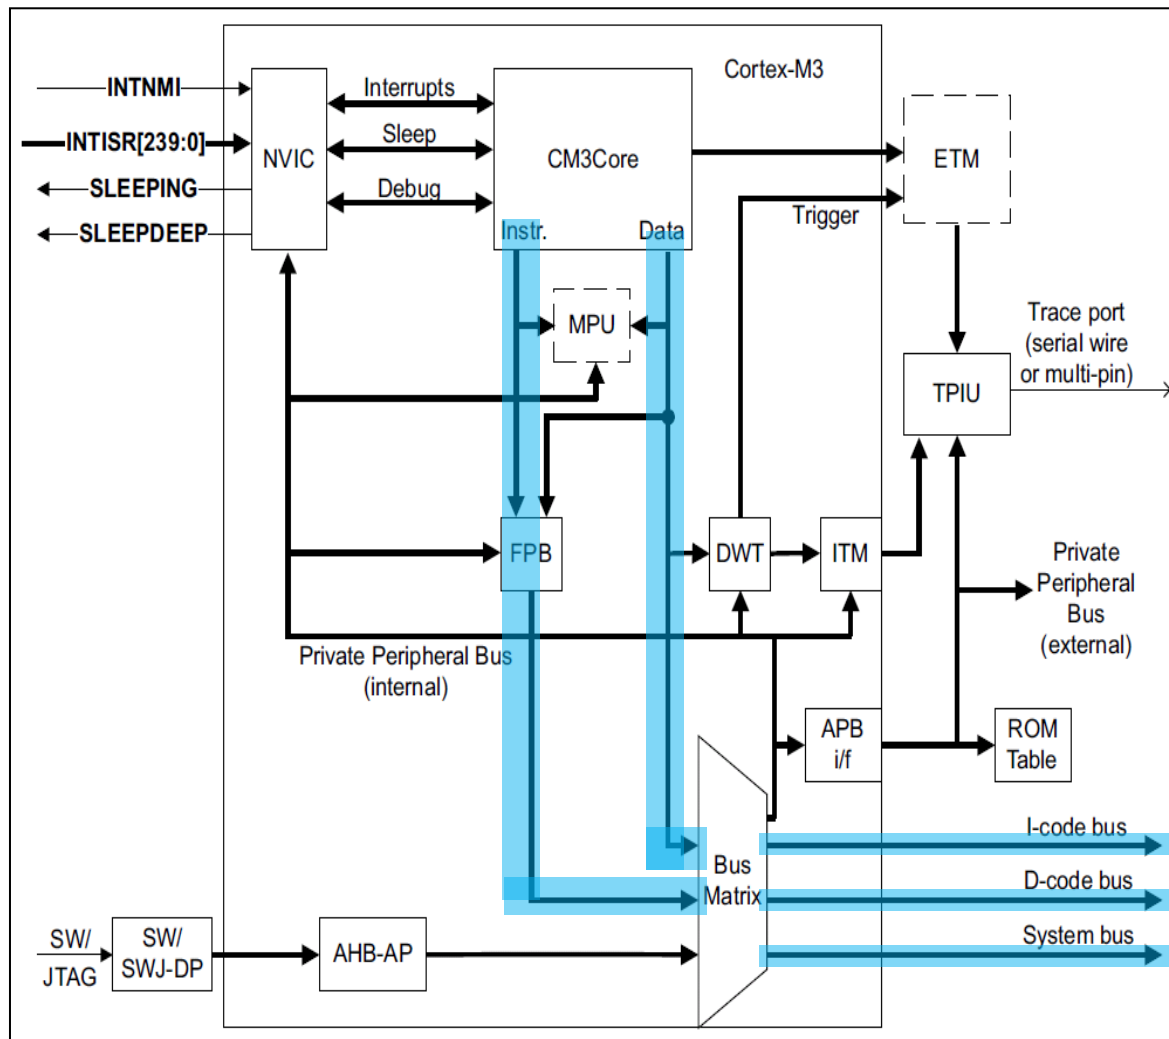 Cortex-M3
INTNMI
INTISR[239:0]
SLEEPING
SLEEPDEEP
NVIC
Interrupts
Sleep
Debug
CM3Core
Instr.
Data
ETM
Trigger
MPU
Trace port
(serial wire
or multi-pin)
TPIU
FPB
DWT
ITM
Private
Peripheral
Bus
(external)
Private Peripheral Bus
(internal)
APB
i/f
ROM
Table
I-code bus
Bus
Matrix
D-code bus
System bus
SW/
JTAG
SW/
SWJ-DP
AHB-AP